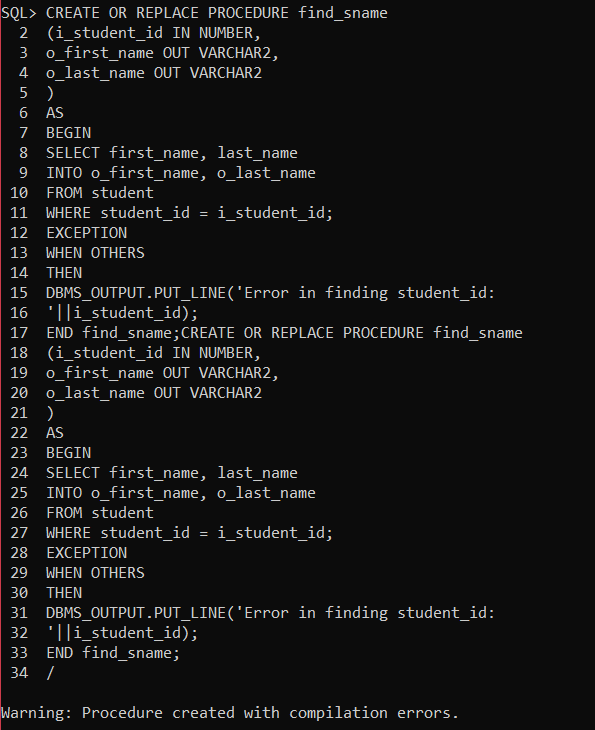 SQL> CREATE OR REPLACE PROCEDURE find_sname
2 (i_student_id IN NUMBER,
3 o_first_name OUT VARCHAR2,
4 o_last_name OUT VARCHAR2
5 )
6 AS
7 BEGIN
8 SELECT first_name, last_name
9 INTO o_first_name, o_last_name
10 FROM student
11 WHERE student_id = i_student_id;
12 EXCEPTION
13 WHEN OTHERS
14 THEN
15 DBMS_OUTPUT.PUT_LINE('Error in finding student_id:
16 '||i_student_id);
17 END find_sname;CREATE OR REPLACE PROCEDURE find_sname
18 (i_student_id IN NUMBER,
19 o_first_name OUT VARCHAR2,
20 o_last_name OUT VARCHAR2
21 )
22 AS
23 BEGIN
24 SELECT first_name, last_name
25 INTO o_first_name, o_last_name
26 FROM student
27 WHERE student_id = i_student_id;
28 EXCEPTION
29 WHEN OTHERS
30 THEN
31 DBMS_OUTPUT.PUT_LINE('Error in finding student_id:
32 '||i_student_id);
33 END find_sname;
34 /
Warning: Procedure created with compilation errors.